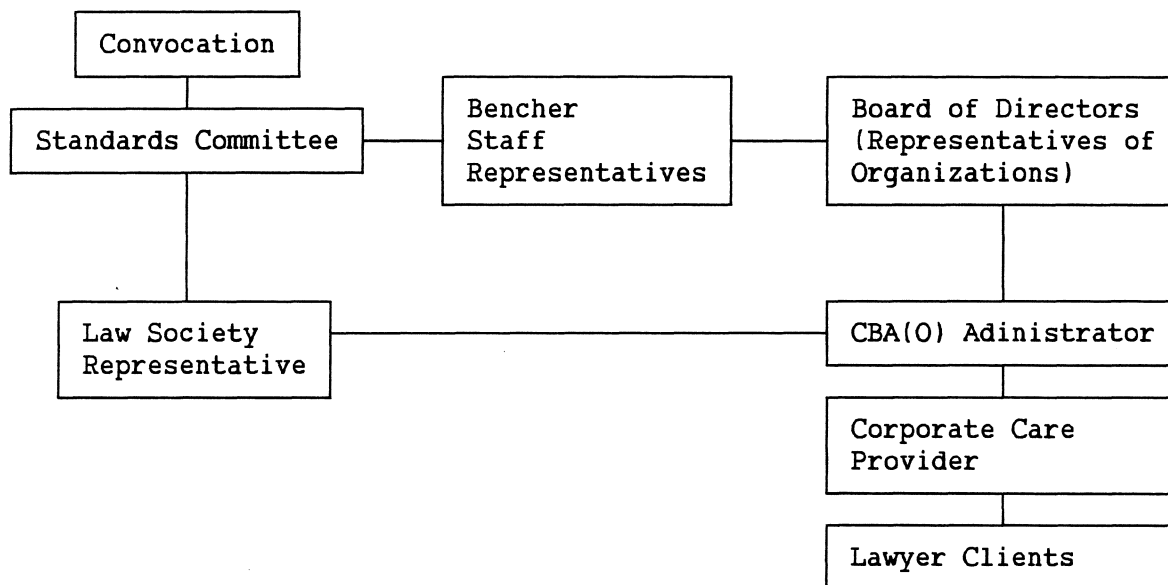 Convocation
Standards Committee
Bencher
Staff
Representatives
Board of Directors
(Representatives of
Organizations)
Law Society
Representative
CBA(O) Adinistrator
Corporate Care
Provider
Lawyer Clients